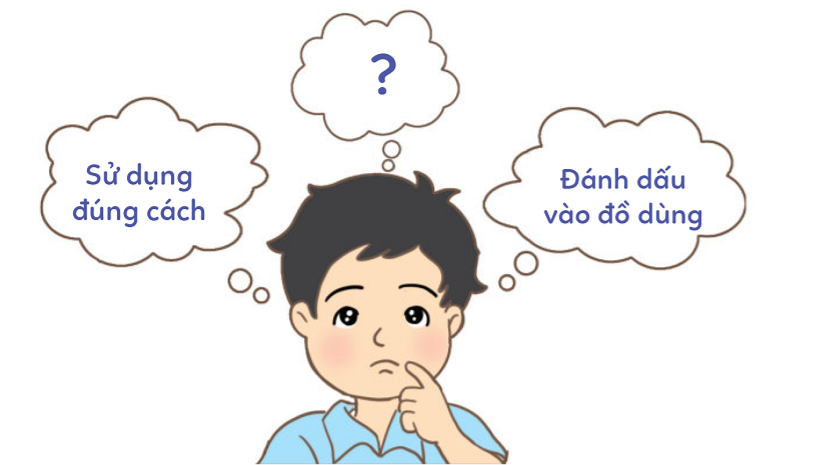 ?
Sử dụng
đúng cách
Đánh dấu
vào đồ dùng